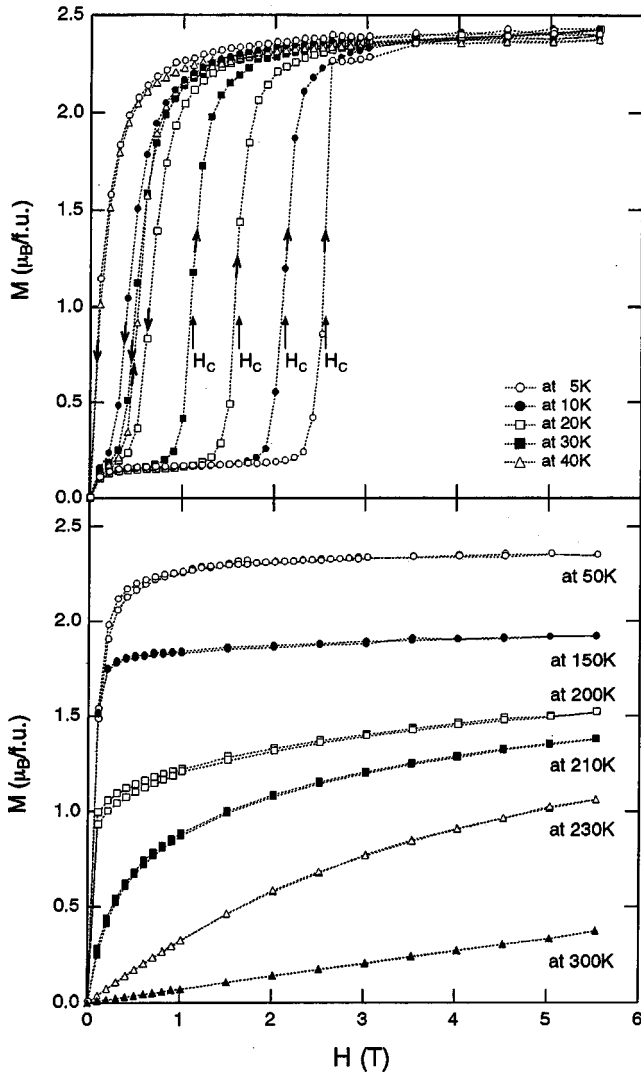 2.5
2.0
1.5
1.0
0.5
0.0
M (μB/f.u.)
HC HC HC HC
at 5K
at 10K
at 20K
at 30K
at 40K
2.5
2.0
1.5
1.0
0.5
0.0
M (μB/f.u.)
at 50K
at 150K
at 200K
at 210K
at 230K
at 300K
0 1 2 3 4 5 6
H (T)